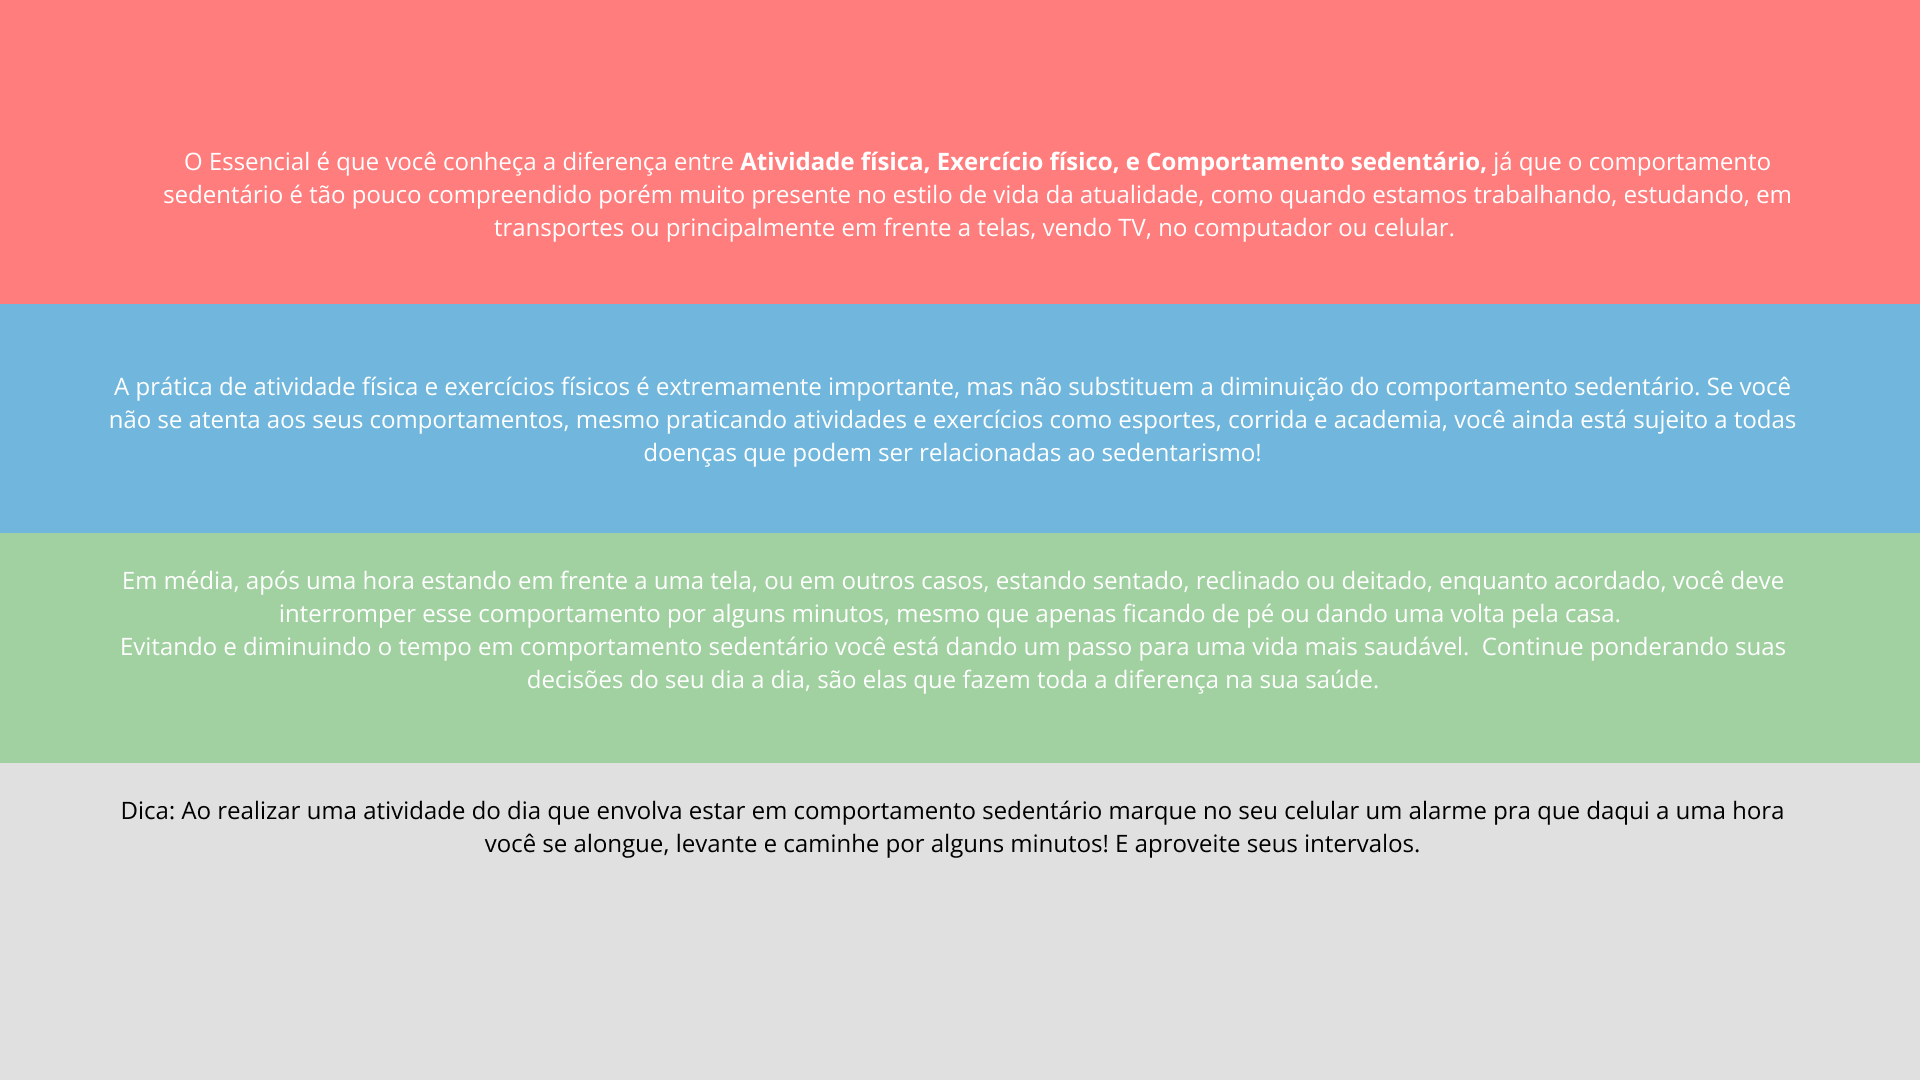 O Essencial é que você conheça a diferença entre Atividade física, Exercício físico, e Comportamento sedentário, já que o comportamento
sedentário é tão pouco compreendido porém muito presente no estilo de vida da atualidade, como quando estamos trabalhando, estudando, em
transportes ou principalmente em frente a telas, vendo TV, no computador ou celular.
A prática de atividade física e exercícios físicos é extremamente importante, mas não substituem a diminuição do comportamento sedentário. Se você
não se atenta aos seus comportamentos, mesmo praticando atividades e exercícios como esportes, corrida e academia, você ainda está sujeito a todas
doenças que podem ser relacionadas ao sedentarismo!
Em média, após uma hora estando em frente a uma tela, ou em outros casos, estando sentado, reclinado ou deitado, enquanto acordado, você deve
interromper esse comportamento por alguns minutos, mesmo que apenas ficando de pé ou dando uma volta pela casa.
Evitando e diminuindo o tempo em comportamento sedentário você está dando um passo para uma vida mais saudável.  Continue ponderando suas
decisões do seu dia a dia, são elas que fazem toda a diferença na sua saúde.
Dica: Ao realizar uma atividade do dia que envolva estar em comportamento sedentário marque no seu celular um alarme pra que daqui a uma hora
você se alongue, levante e caminhe por alguns minutos! E aproveite seus intervalos.